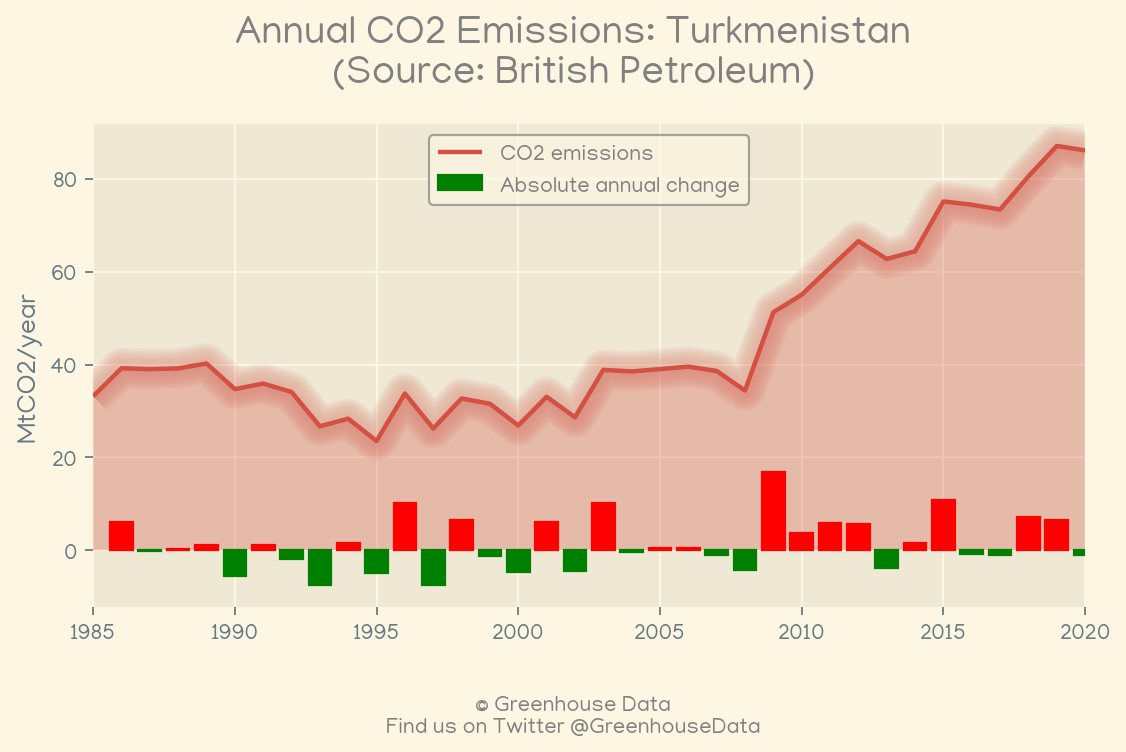 Annual CO2 Emissions: Turkmenistan
(Source: British Petroleum)
CO2 emissions
Absolute annual change
MtCO2/year
80
60
40
20
0
1985 1990 1995 2000 2005 2010 2015 2020
© Greenhouse Data
Find us on Twitter @GreenhouseData